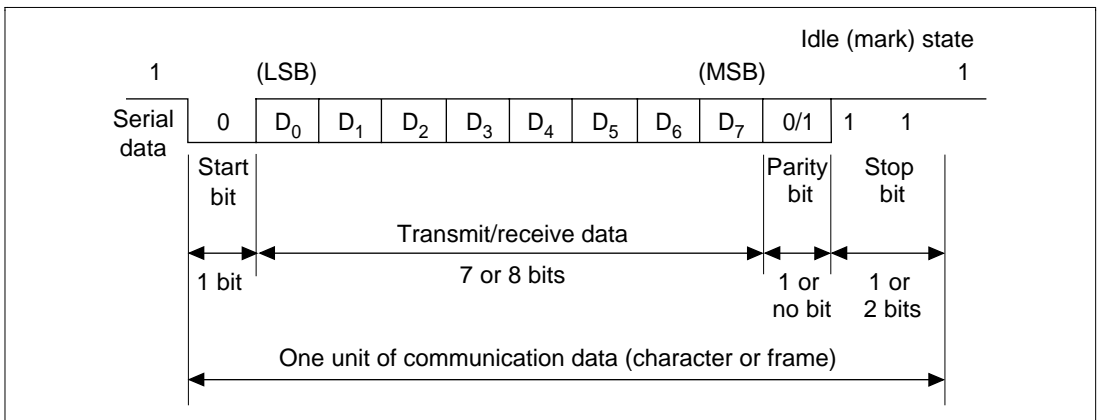 Idle (mark) state
1 (LSB) (MSB) 1
Serial data 0 D0 D1 D2 D3 D4 D5 D6 D7 0/1 1 1
Start bit Parity bit Stop bit
Transmit/receive data
1 bit 7 or 8 bits 1 or no bit 1 or 2 bits
One unit of communication data (character or frame)